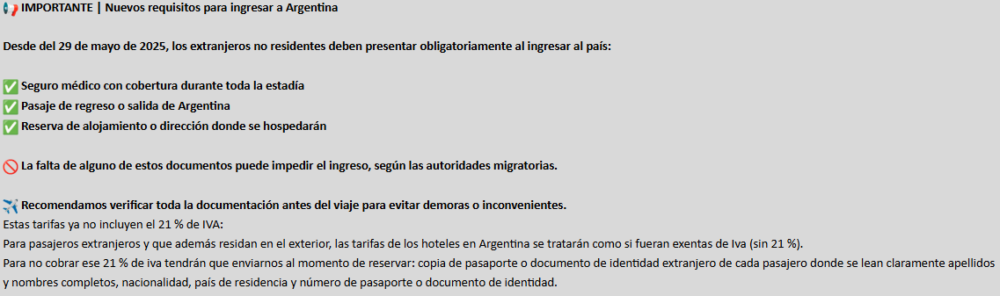 📢 IMPORTANTE | Nuevos requisitos para ingresar a Argentina
Desde del 29 de mayo de 2025, los extranjeros no residentes deben presentar obligatoriamente al ingresar al país:
✅ Seguro médico con cobertura durante toda la estadía
✅ Pasaje de regreso o salida de Argentina
✅ Reserva de alojamiento o dirección donde se hospedarán
🚫 La falta de alguno de estos documentos puede impedir el ingreso, según las autoridades migratorias.
✈️ Recomendamos verificar toda la documentación antes del viaje para evitar demoras o inconvenientes.
Estas tarifas ya no incluyen el 21 % de IVA:
Para pasajeros extranjeros y que además residan en el exterior, las tarifas de los hoteles en Argentina se tratarán como si fueran exentas de Iva (sin 21 %).
Para no cobrar ese 21 % de iva tendrán que enviarnos al momento de reservar: copia de pasaporte o documento de identidad extranjero de cada pasajero donde se lean claramente apellidos
y nombres completos, nacionalidad, país de residencia y número de pasaporte o documento de identidad.